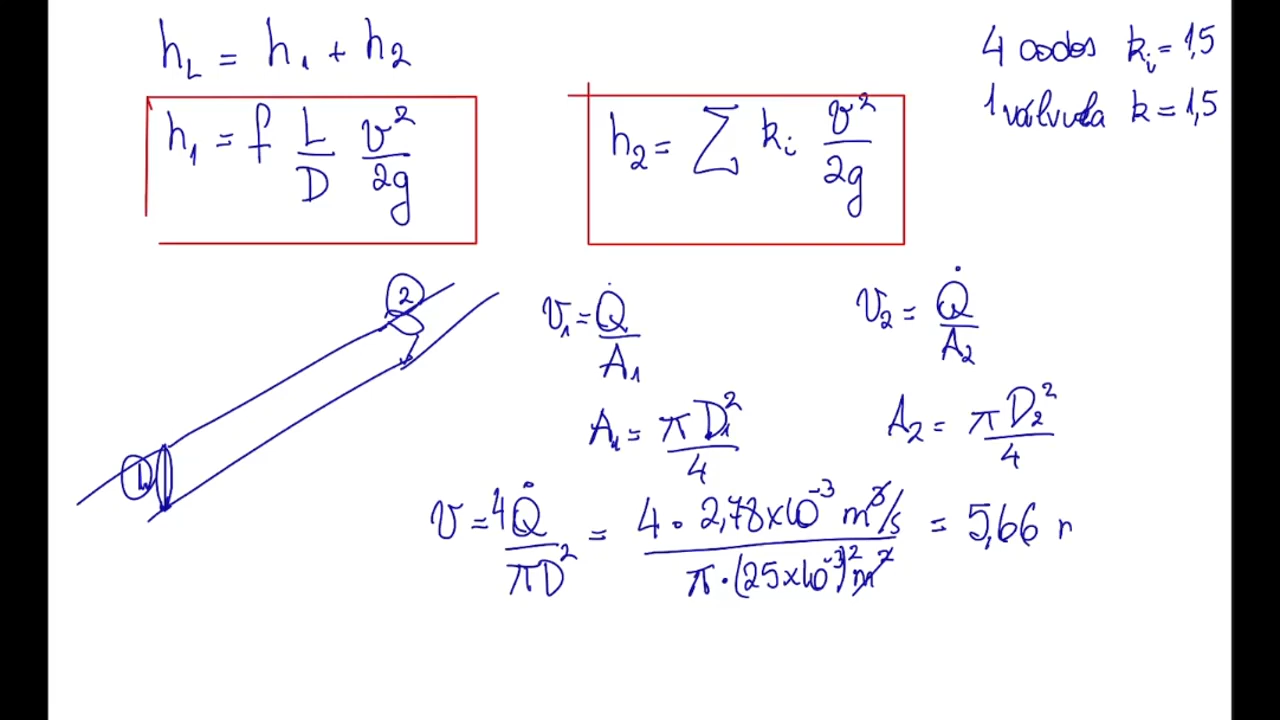 h_L = h_1 + h_2
4 codos k_i = 1,5
1 válvula k = 1,5
h_1 = f L/D v²/2g
h_2 = ∑ k_i v²/2g
2
1
v_1 = Q̇/A_1
v_2 = Q̇/A_2
A_1 = πD_1²/4
A_2 = πD_2²/4
v = 4Q̇/πD² = 4 · 2,78×10⁻³ m³/s / π · (25×10⁻³)² m² = 5,66 r